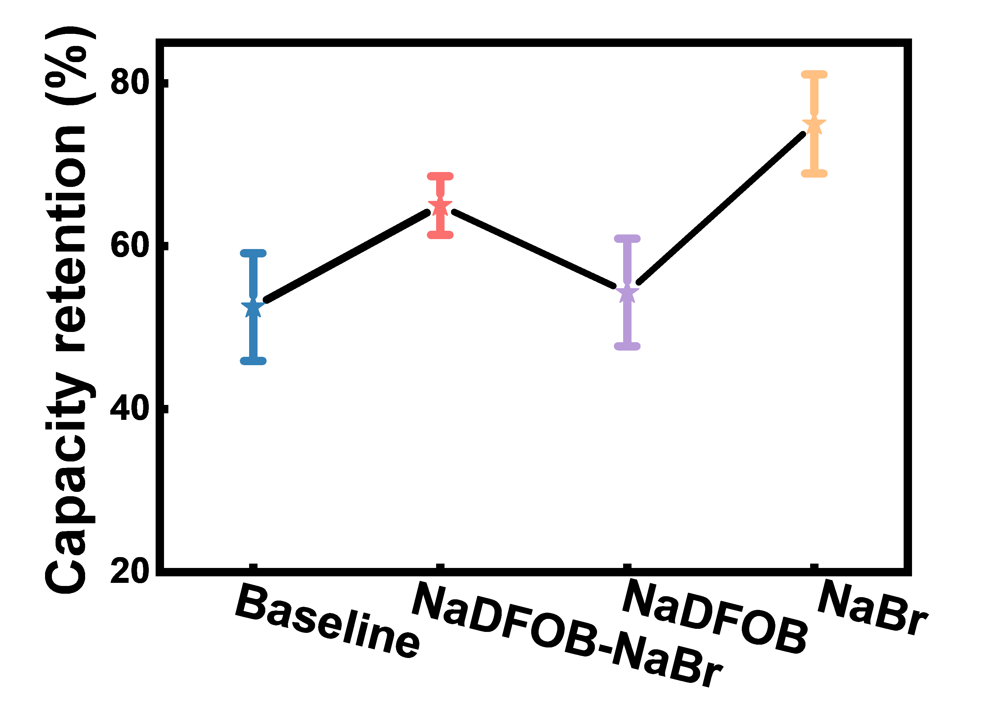 Capacity retention (%)
80
60
40
20
Baseline
NaDFOB-NaBr
NaDFOB
NaBr